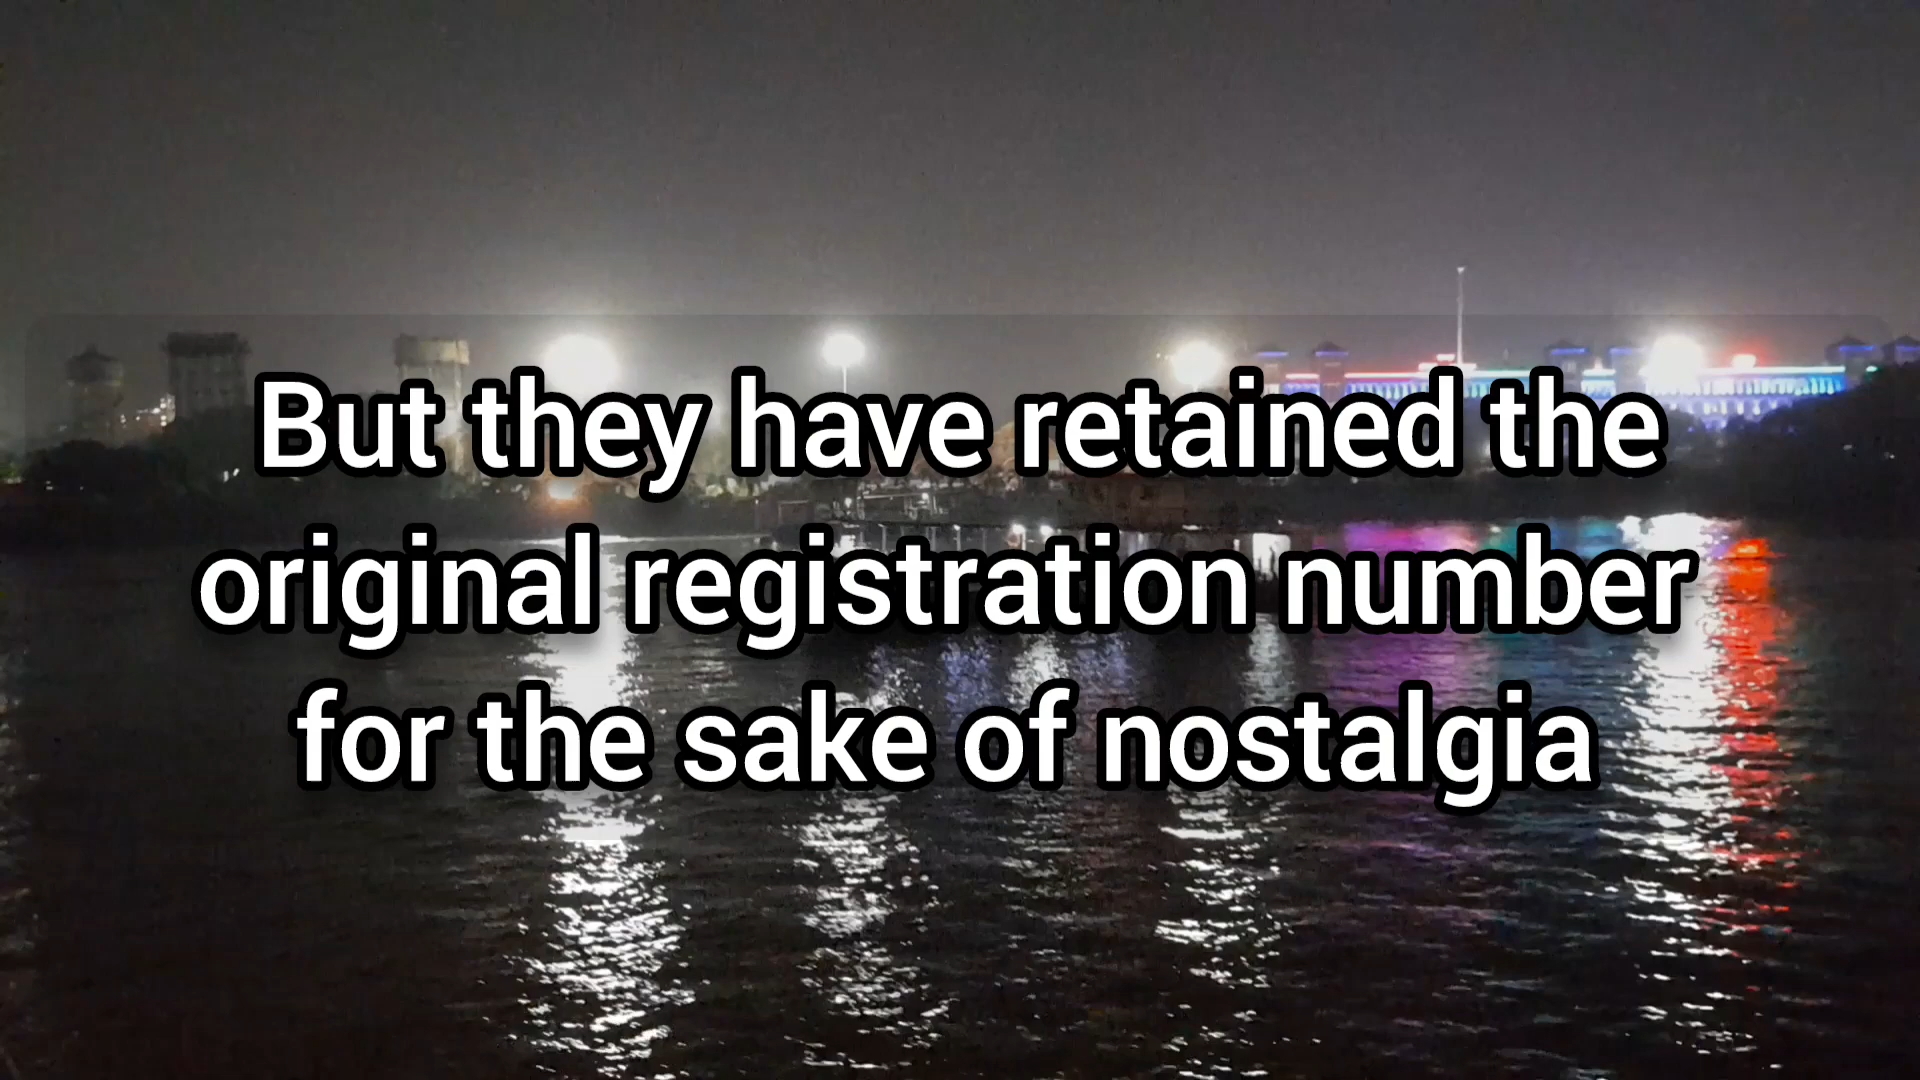 But they have retained the
original registration number
for the sake of nostalgia